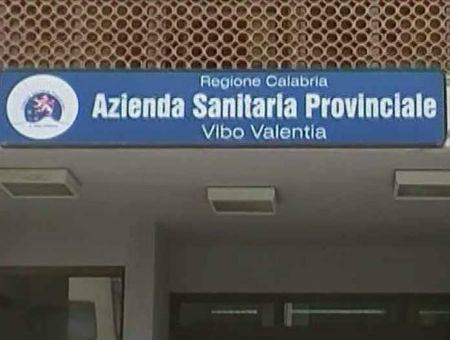 Regione Calabria
Azienda Sanitaria Provinciale
Vibo Valentia